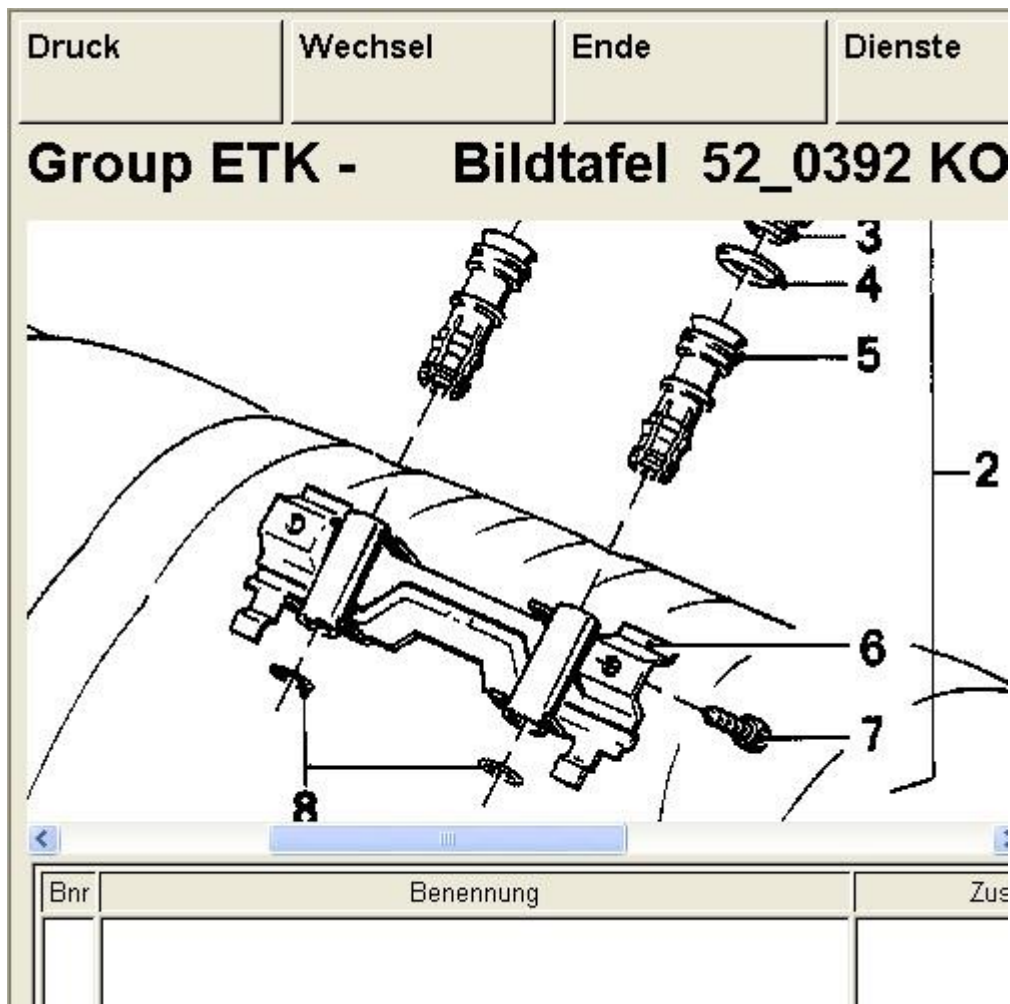 Druck Wechsel Ende Dienste
Group ETK - Bildtafel 52_0392 KO
3
4
5
2
6
7
8
Bnr Benennung Zus